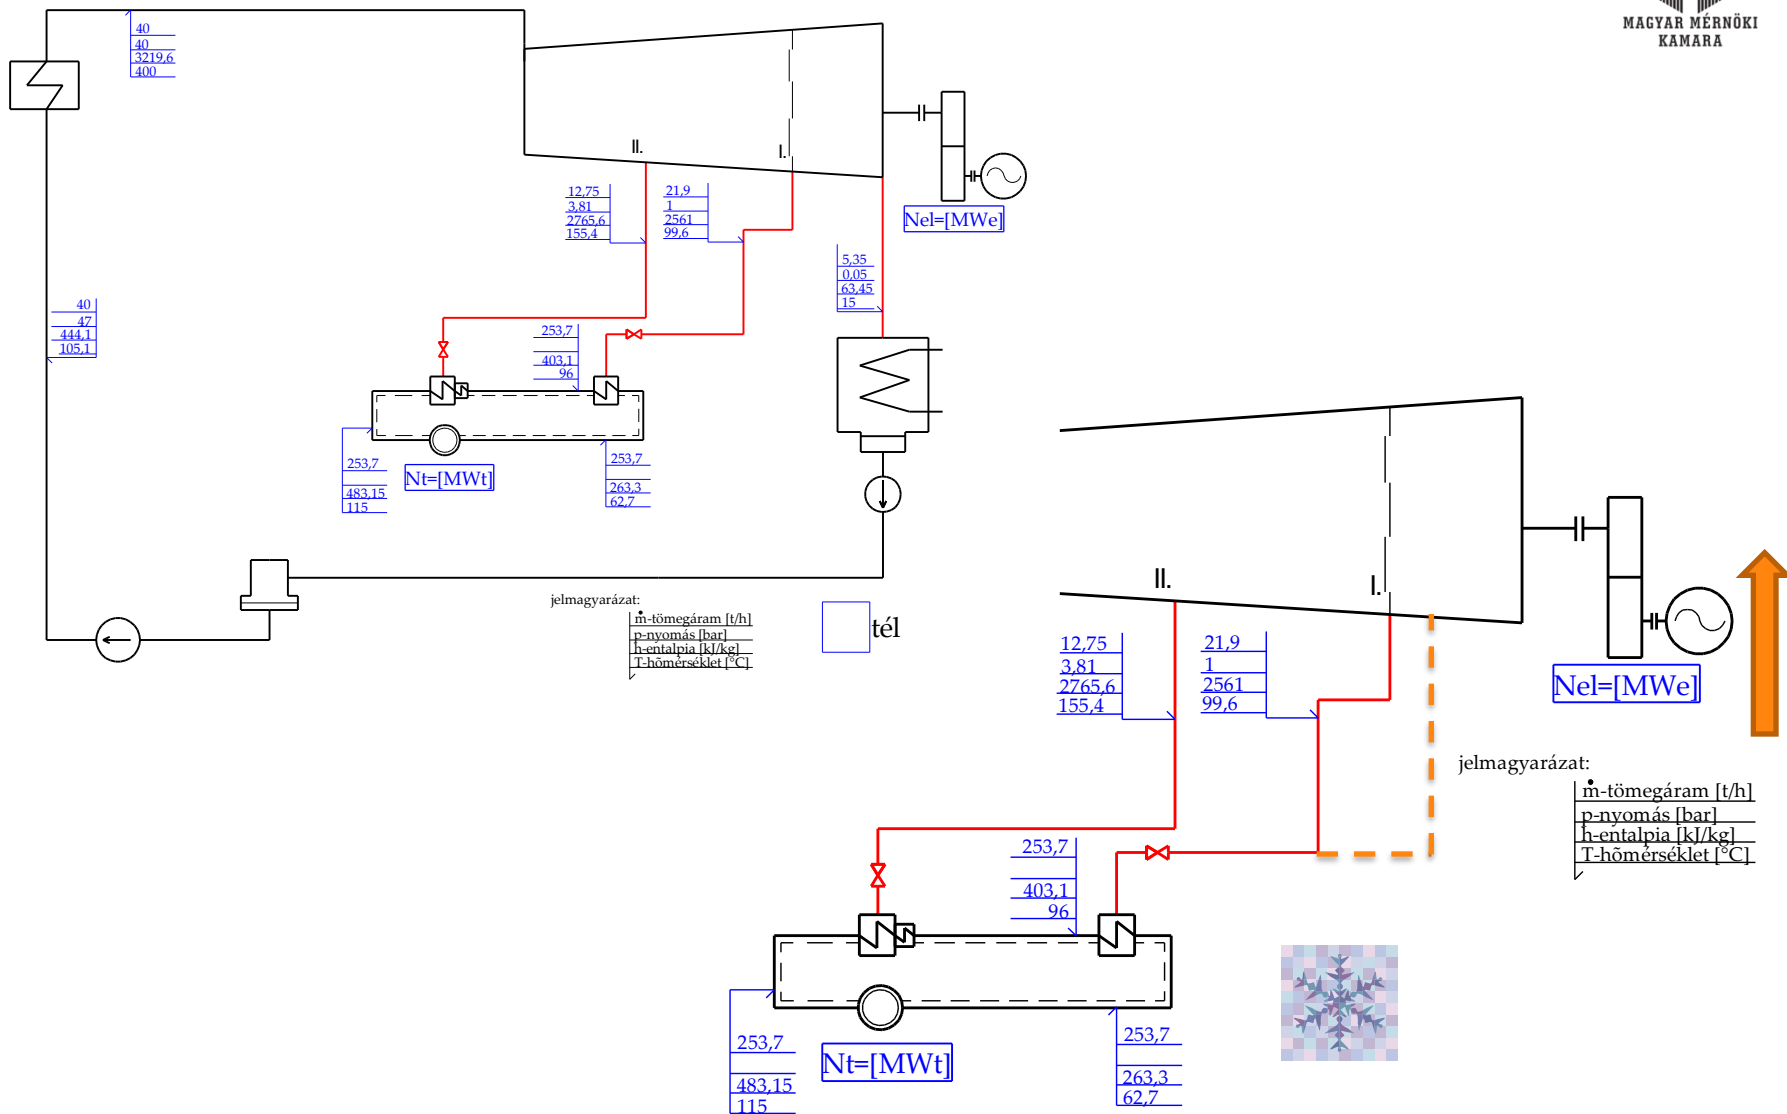 MAGYAR MÉRNÖKI
KAMARA
40
40
3219,6
400
II.
I.
12,75
3,81
2765,6
155,4
21,9
1
2561
99,6
Nel=[MWe]
5,35
0,05
63,45
15
40
47
444,1
105,1
253,7
403,1
96
253,7
483,15
115
Nt=[MWt]
253,7
263,3
62,7
jelmagyarázat:
ṁ-tömegáram [t/h]
p-nyomás [bar]
h-entalpia [kJ/kg]
T-hõmérséklet [°C]
tél
II.
I.
12,75
3,81
2765,6
155,4
21,9
1
2561
99,6
Nel=[MWe]
jelmagyarázat:
ṁ-tömegáram [t/h]
p-nyomás [bar]
h-entalpia [kJ/kg]
T-hõmérséklet [°C]
253,7
403,1
96
253,7
483,15
115
Nt=[MWt]
253,7
263,3
62,7